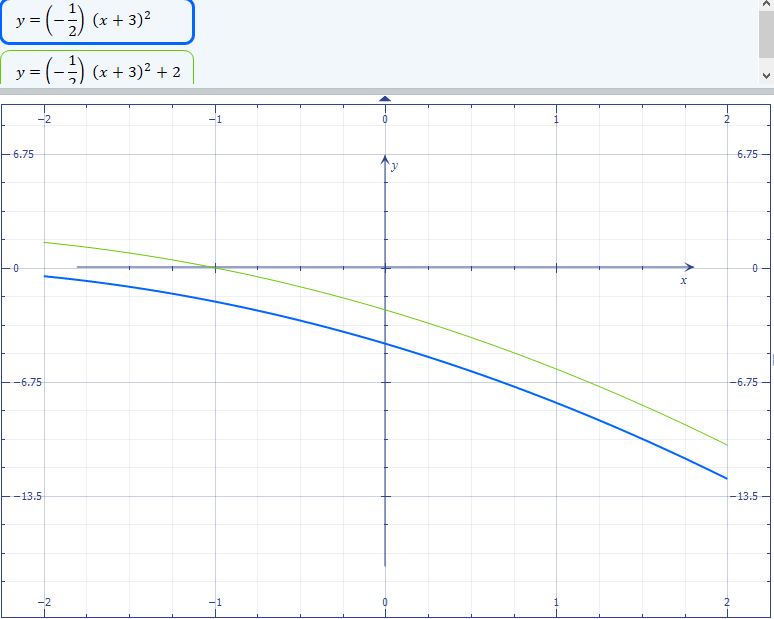 y = (−1/2) (x + 3)²
y = (−1/2) (x + 3)² + 2
−2 −1 0 1 2
6.75 y 6.75
0 0
x
−6.75 −6.75
−13.5 −13.5
−2 −1 0 1 2